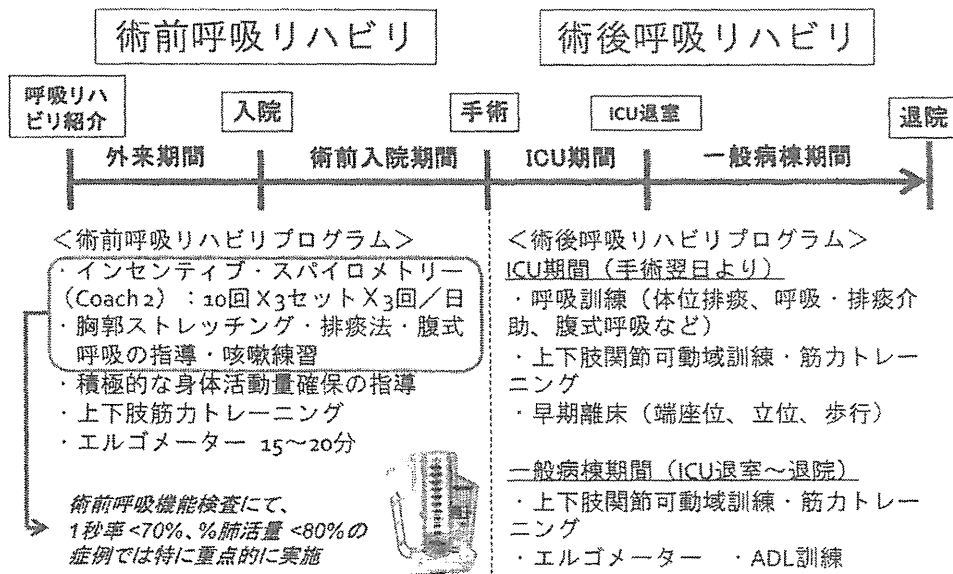 術前呼吸リハビリ
術後呼吸リハビリ
呼吸リハ
ビリ紹介
入院
手術
ICU退室
退院
外来期間
術前入院期間
ICU期間
一般病棟期間
＜術前呼吸リハビリプログラム＞
・インセンティブ・スパイロメトリー
（Coach 2）：10回X3セットX3回／日
・胸郭ストレッチング・排痰法・腹式
呼吸の指導・咳嗽練習
・積極的な身体活動量確保の指導
・上下肢筋力トレーニング
・エルゴメーター 15～20分
術前呼吸機能検査にて、
1秒率<70%、%肺活量<80%の
症例では特に重点的に実施
＜術後呼吸リハビリプログラム＞
ICU期間（手術翌日より）
・呼吸訓練（体位排痰、呼吸・排痰介
助、腹式呼吸など）
・上下肢関節可動域訓練・筋力トレー
ニング
・早期離床（端座位、立位、歩行）
一般病棟期間（ICU退室～退院）
・上下肢関節可動域訓練・筋力トレー
ニング
・エルゴメーター ・ADL訓練